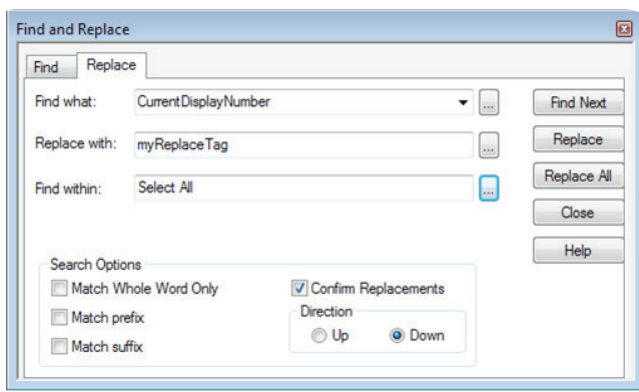 Find and Replace
Find Replace
Find what: CurrentDisplayNumber ... Find Next
Replace with: myReplaceTag ... Replace
Find within: Select All ... Replace All
Close
Help
Search Options
Match Whole Word Only Confirm Replacements
Match prefix Direction
Up Down
Match suffix